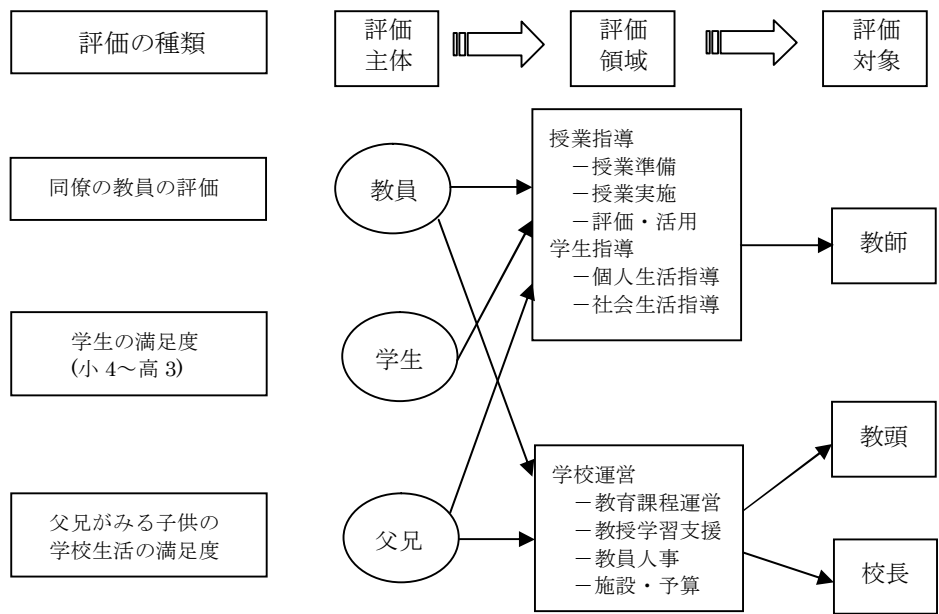 評価の種類
評価
主体
評価
領域
評価
対象
同僚の教員の評価
教員
授業指導
－授業準備
－授業実施
－評価・活用
学生指導
－個人生活指導
－社会生活指導
教師
学生の満足度
(小 4～高 3)
学生
教頭
父兄がみる子供の
学校生活の満足度
父兄
学校運営
－教育課程運営
－教授学習支援
－教員人事
－施設・予算
校長